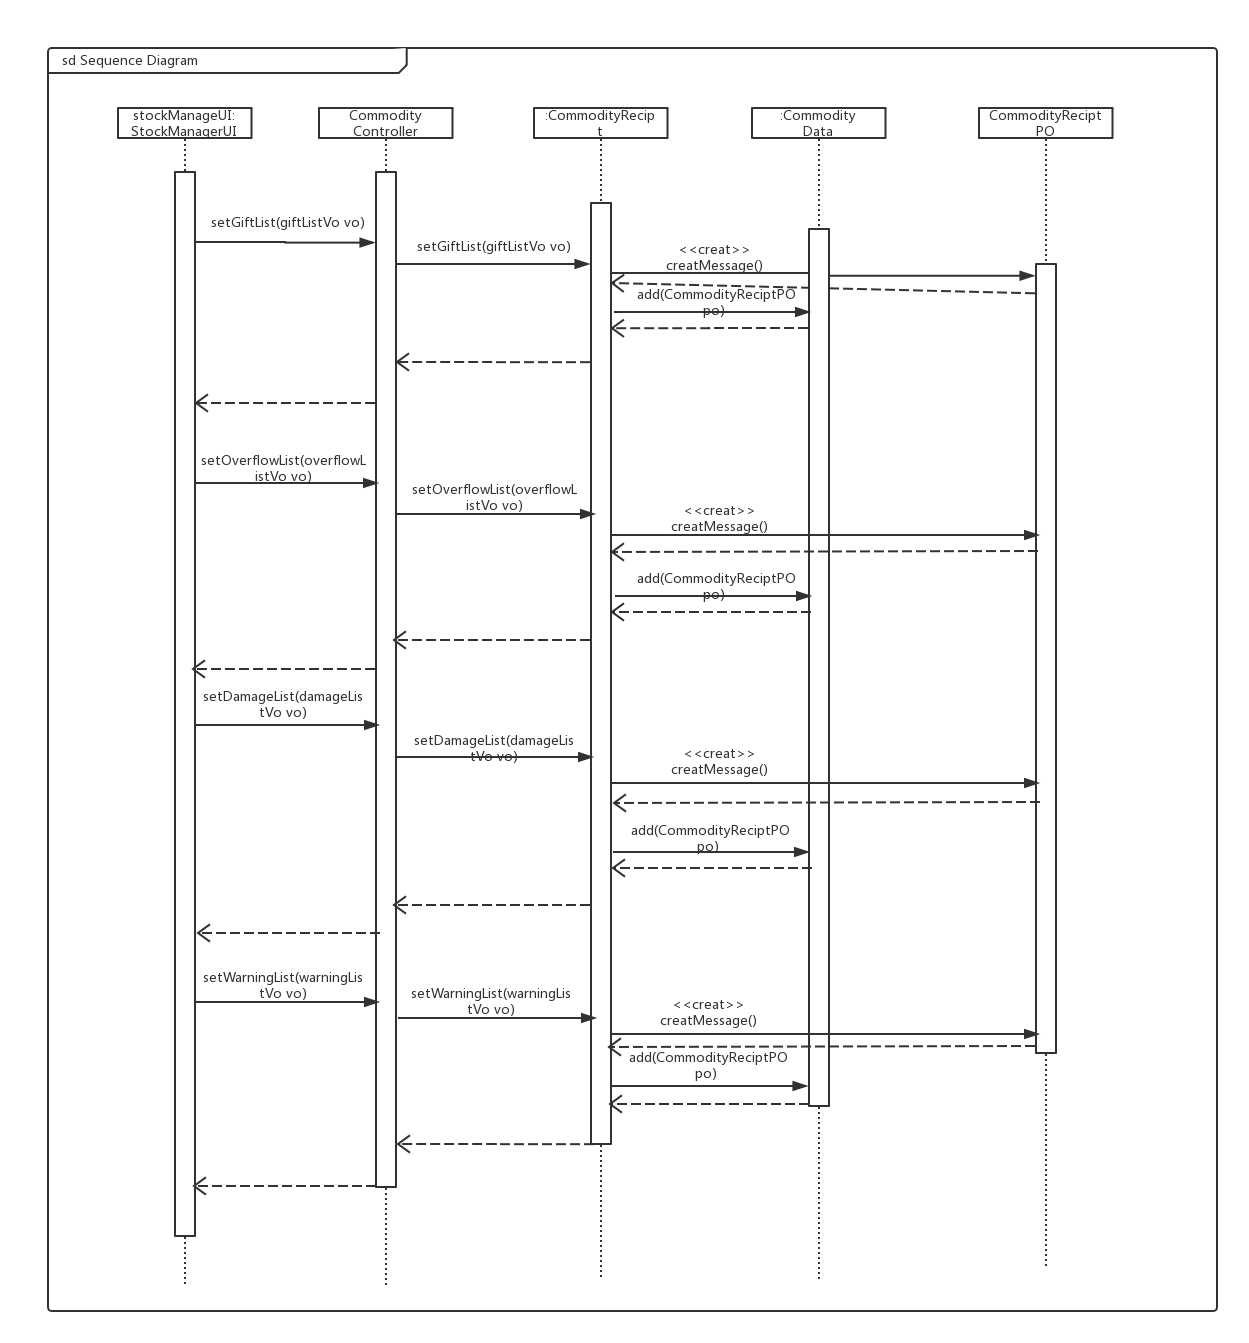 sd Sequence Diagram
stockManageUI:
StockManagerUI
Commodity
Controller
:CommodityRecip
t
:Commodity
Data
CommodityRecipt
PO
setGiftList(giftListVo vo)
setGiftList(giftListVo vo)
<<creat>>
creatMessage()
add(CommodityReciptPO
po)
setOverflowList(overflowL
istVo vo)
setOverflowList(overflowL
istVo vo)
<<creat>>
creatMessage()
add(CommodityReciptPO
po)
setDamageList(damageLis
tVo vo)
setDamageList(damageLis
tVo vo)
<<creat>>
creatMessage()
add(CommodityReciptPO
po)
setWarningList(warningLis
tVo vo)
setWarningList(warningLis
tVo vo)
<<creat>>
creatMessage()
add(CommodityReciptPO
po)